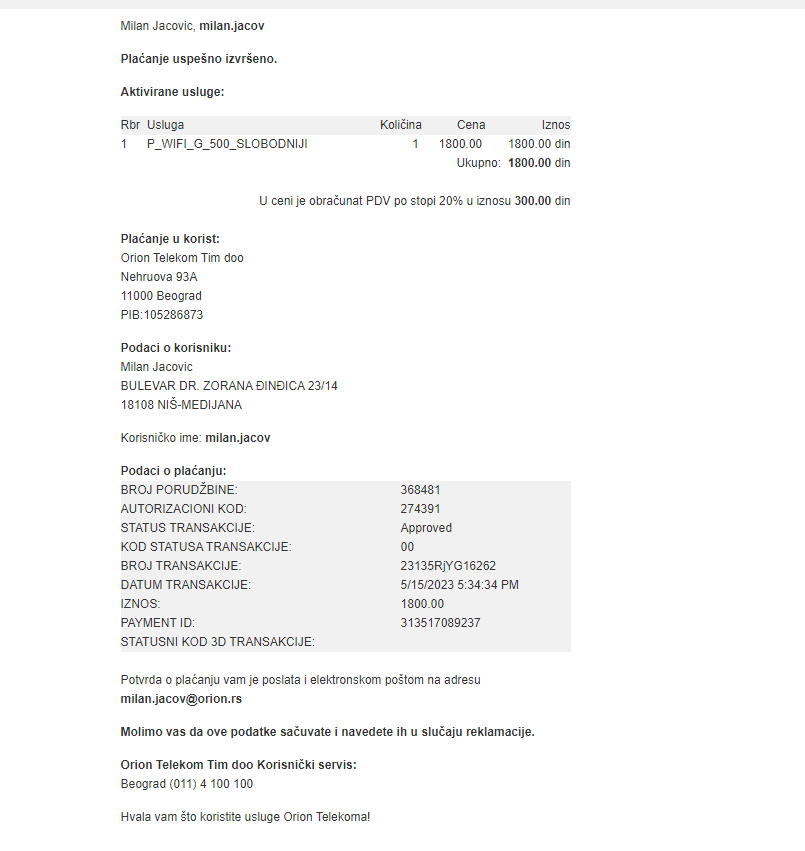 Milan Jacovic, milan.jacov
Plaćanje uspešno izvršeno.
Aktivirane usluge:
Rbr Usluga Količina Cena Iznos
1 P_WIFI_G_500_SLOBODNIJI 1 1800.00 1800.00 din
Ukupno: 1800.00 din
U ceni je obračunat PDV po stopi 20% u iznosu 300.00 din
Plaćanje u korist:
Orion Telekom Tim doo
Nehruova 93A
11000 Beograd
PIB:105286873
Podaci o korisniku:
Milan Jacovic
BULEVAR DR. ZORANA ĐINĐICA 23/14
18108 NIŠ-MEDIJANA
Korisničko ime: milan.jacov
Podaci o plaćanju:
BROJ PORUDŽBINE: 368481
AUTORIZACIONI KOD: 274391
STATUS TRANSAKCIJE: Approved
KOD STATUSA TRANSAKCIJE: 00
BROJ TRANSAKCIJE: 23135RjYG16262
DATUM TRANSAKCIJE: 5/15/2023 5:34:34 PM
IZNOS: 1800.00
PAYMENT ID: 313517089237
STATUSNI KOD 3D TRANSAKCIJE:
Potvrda o plaćanju vam je poslata i elektronskom poštom na adresu
milan.jacov@orion.rs
Molimo vas da ove podatke sačuvate i navedete ih u slučaju reklamacije.
Orion Telekom Tim doo Korisnički servis:
Beograd (011) 4 100 100
Hvala vam što koristite usluge Orion Telekoma!